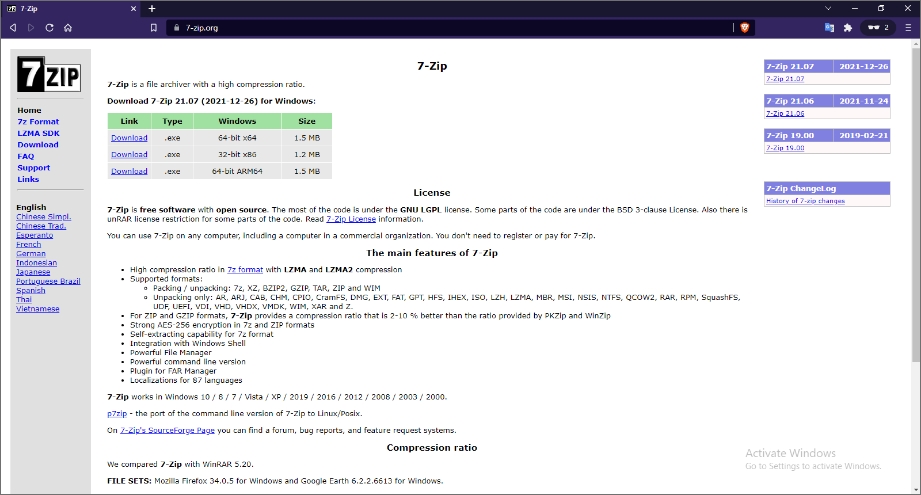 7-Zip
7-zip.org
2
7ZIP
Home
7z Format
LZMA SDK
Download
FAQ
Support
Links
English
Chinese Simpl.
Chinese Trad.
Esperanto
French
German
Indonesian
Japanese
Portuguese Brazil
Spanish
Thai
Vietnamese
7-Zip
7-Zip is a file archiver with a high compression ratio.
Download 7-Zip 21.07 (2021-12-26) for Windows:
Link Type Windows Size
Download .exe 64-bit x64 1.5 MB
Download .exe 32-bit x86 1.2 MB
Download .exe 64-bit ARM64 1.5 MB
License
7-Zip is free software with open source. The most of the code is under the GNU LGPL license. Some parts of the code are under the BSD 3-clause License. Also there is
unRAR license restriction for some parts of the code. Read 7-Zip License information.
You can use 7-Zip on any computer, including a computer in a commercial organization. You don't need to register or pay for 7-Zip.
The main features of 7-Zip
• High compression ratio in 7z format with LZMA and LZMA2 compression
• Supported formats:
◦ Packing / unpacking: 7z, XZ, BZIP2, GZIP, TAR, ZIP and WIM
◦ Unpacking only: AR, ARJ, CAB, CHM, CPIO, CramFS, DMG, EXT, FAT, GPT, HFS, IHEX, ISO, LZH, LZMA, MBR, MSI, NSIS, NTFS, QCOW2, RAR, RPM, SquashFS,
UDF, UEFI, VDI, VHD, VHDX, VMDK, WIM, XAR and Z.
• For ZIP and GZIP formats, 7-Zip provides a compression ratio that is 2-10 % better than the ratio provided by PKZip and WinZip
• Strong AES-256 encryption in 7z and ZIP formats
• Self-extracting capability for 7z format
• Integration with Windows Shell
• Powerful File Manager
• Powerful command line version
• Plugin for FAR Manager
• Localizations for 87 languages
7-Zip works in Windows 10 / 8 / 7 / Vista / XP / 2019 / 2016 / 2012 / 2008 / 2003 / 2000.
p7zip - the port of the command line version of 7-Zip to Linux/Posix.
On 7-Zip's SourceForge Page you can find a forum, bug reports, and feature request systems.
Compression ratio
We compared 7-Zip with WinRAR 5.20.
FILE SETS: Mozilla Firefox 34.0.5 for Windows and Google Earth 6.2.2.6613 for Windows.
7-Zip 21.07 2021-12-26
7-Zip 21.07
7-Zip 21.06 2021-11-24
7-Zip 21.06
7-Zip 19.00 2019-02-21
7-Zip 19.00
7-Zip ChangeLog
History of 7-zip changes
Activate Windows
Go to Settings to activate Windows.